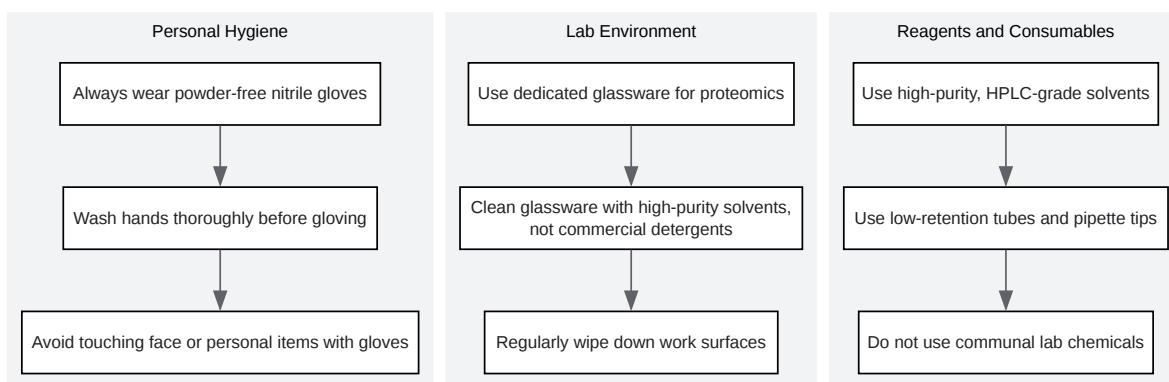 Personal Hygiene
Always wear powder-free nitrile gloves
Wash hands thoroughly before gloving
Avoid touching face or personal items with gloves
Lab Environment
Use dedicated glassware for proteomics
Clean glassware with high-purity solvents,
not commercial detergents
Regularly wipe down work surfaces
Reagents and Consumables
Use high-purity, HPLC-grade solvents
Use low-retention tubes and pipette tips
Do not use communal lab chemicals